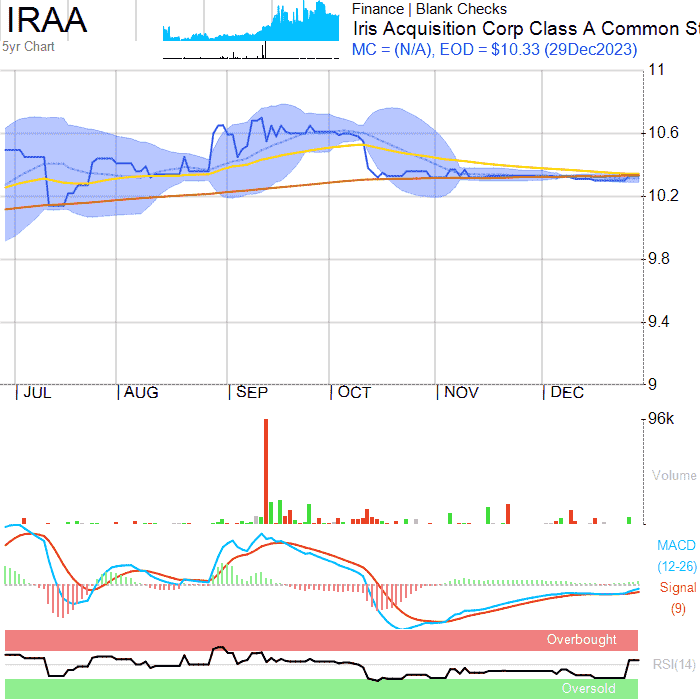 IRAA
5yr Chart
Finance | Blank Checks
Iris Acquisition Corp Class A Common St
MC = (N/A), EOD = $10.33 (29Dec2023)
11
10.6
10.2
9.8
9.4
9
JUL AUG SEP OCT NOV DEC
96k
Volume
MACD
(12-26)
Signal
(9)
Overbought
RSI(14)
Oversold